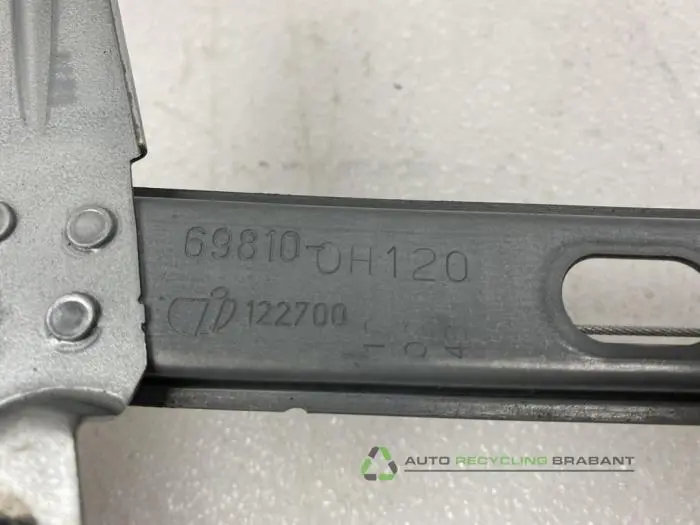 69810-0H120
122700
AUTO RECYCLING BRABANT